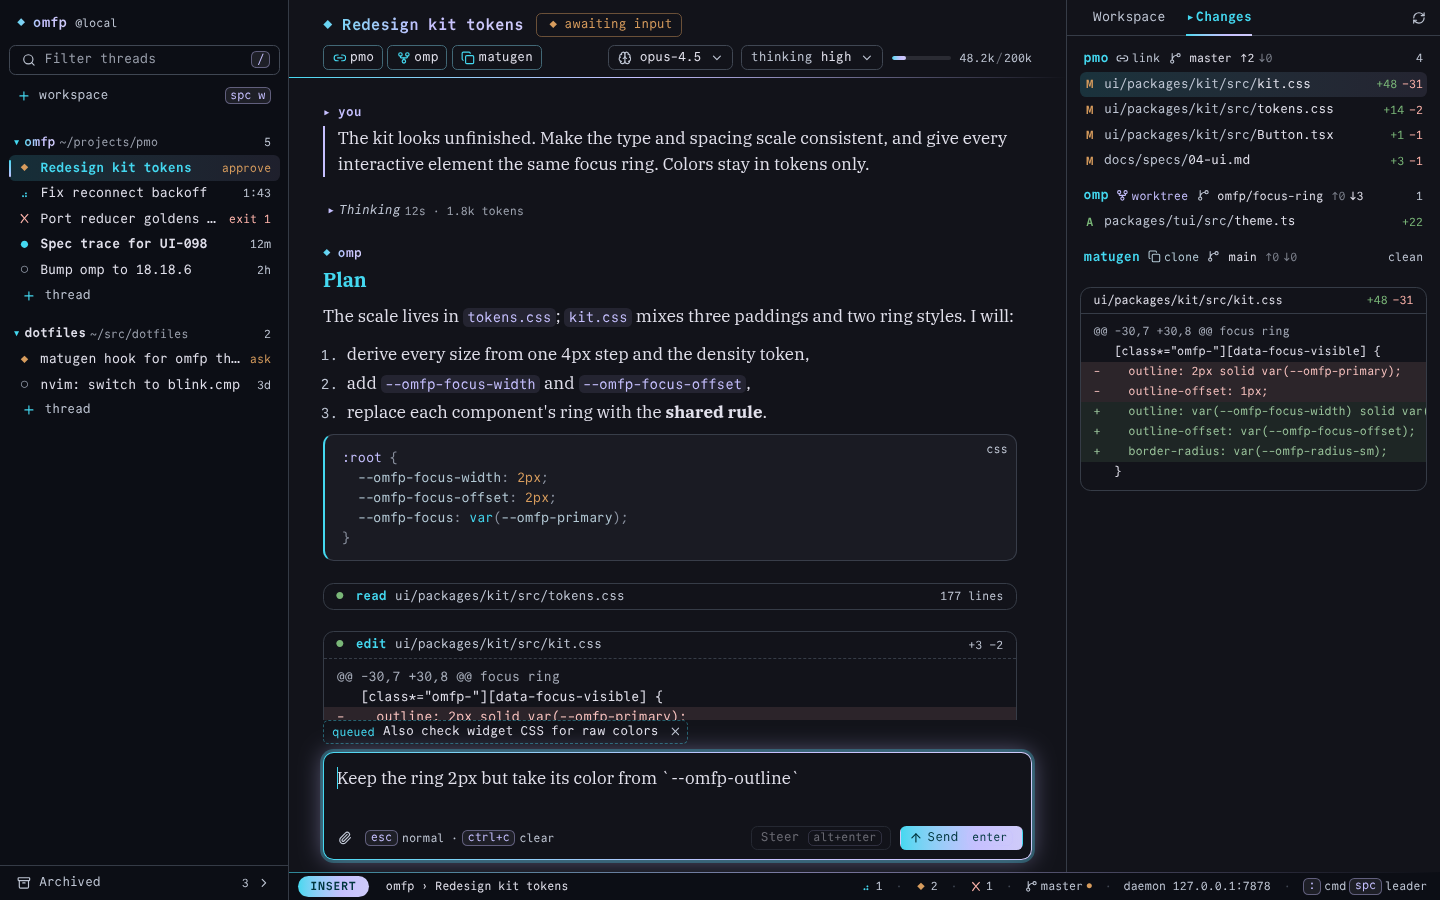 omfp @local
Filter threads /
+ workspace spc w
▾ omfp ~/projects/pmo 5
Redesign kit tokens approve
Fix reconnect backoff 1:43
Port reducer goldens … exit 1
Spec trace for UI-098 12m
Bump omp to 18.18.6 2h
+ thread
▾ dotfiles ~/src/dotfiles 2
matugen hook for omfp th… ask
nvim: switch to blink.cmp 3d
+ thread
Archived 3
Redesign kit tokens awaiting input
pmo omp matugen opus-4.5 thinking high 48.2k/200k
▸ you
The kit looks unfinished. Make the type and spacing scale consistent, and give every
interactive element the same focus ring. Colors stay in tokens only.
▸ Thinking 12s · 1.8k tokens
◆ omp
Plan
The scale lives in tokens.css; kit.css mixes three paddings and two ring styles. I will:
1. derive every size from one 4px step and the density token,
2. add --omfp-focus-width and --omfp-focus-offset,
3. replace each component's ring with the shared rule.
css
:root {
--omfp-focus-width: 2px;
--omfp-focus-offset: 2px;
--omfp-focus: var(--omfp-primary);
}
read ui/packages/kit/src/tokens.css 177 lines
edit ui/packages/kit/src/kit.css +3 −2
@@ -30,7 +30,8 @@ focus ring
[class*="omfp-"][data-focus-visible] {
- outline: 2px solid var(--omfp-primary);
queued Also check widget CSS for raw colors ×
Keep the ring 2px but take its color from `--omfp-outline`
esc normal · ctrl+c clear Steer alt+enter Send enter
INSERT omfp › Redesign kit tokens 1 · 2 · 1 · master · daemon 127.0.0.1:7878 · : cmd spc leader
Workspace ▸Changes
pmo link master ↑2 ↓0 4
M ui/packages/kit/src/kit.css +48 −31
M ui/packages/kit/src/tokens.css +14 −2
M ui/packages/kit/src/Button.tsx +1 −1
M docs/specs/04-ui.md +3 −1
omp worktree omfp/focus-ring ↑0 ↓3 1
A packages/tui/src/theme.ts +22
matugen clone main ↑0 ↓0 clean
ui/packages/kit/src/kit.css +48 −31
@@ -30,7 +30,8 @@ focus ring
[class*="omfp-"][data-focus-visible] {
- outline: 2px solid var(--omfp-primary);
- outline-offset: 1px;
+ outline: var(--omfp-focus-width) solid var(
+ outline-offset: var(--omfp-focus-offset);
+ border-radius: var(--omfp-radius-sm);
}